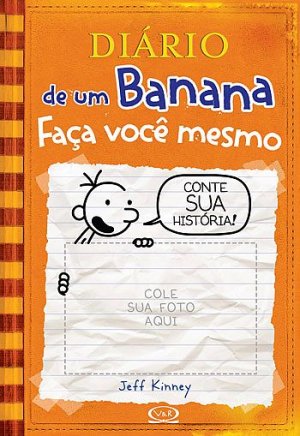 DIÁRIO
de um Banana
Faça você mesmo
CONTE
SUA
HISTÓRIA!
COLE
SUA FOTO
AQUI
Jeff Kinney
V&R